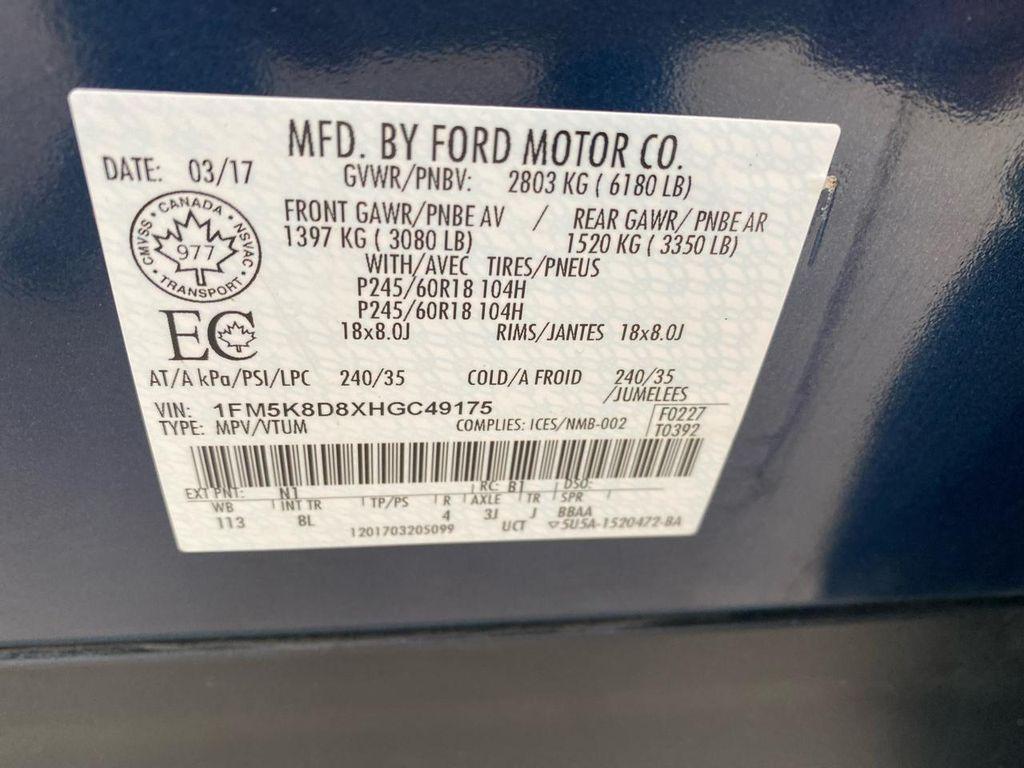 MFD. BY FORD MOTOR CO.
DATE: 03/17
GVWR/PNBV: 2803 KG ( 6180 LB)
FRONT GAWR/PNBE AV / REAR GAWR/ PNBE AR
1397 KG ( 3080 LB) 1520 KG ( 3350 LB)
CANADA
CMVSS 977 NSVAC
TRANSPORT
WITH/AVEC TIRES/PNEUS
P245/60R18 104H
P245/60R18 104H
EC 18x8.0J RIMS/JANTES 18x8.0J
AT/A kPa/PSI/LPC 240/35 COLD/A FROID 240/35
/JUMELEES
VIN: 1FM5K8D8XHGC49175 F0227
TYPE: MPV/VTUM COMPLIES: ICES/NMB-002 T0392
EXT PNT: N1 RC: B1 DSO:
WB INT TR TP/PS R AXLE TR SPR
113 8L 4 3J J BBAA
1201703205099 UCT 5U5A-1520472-BA